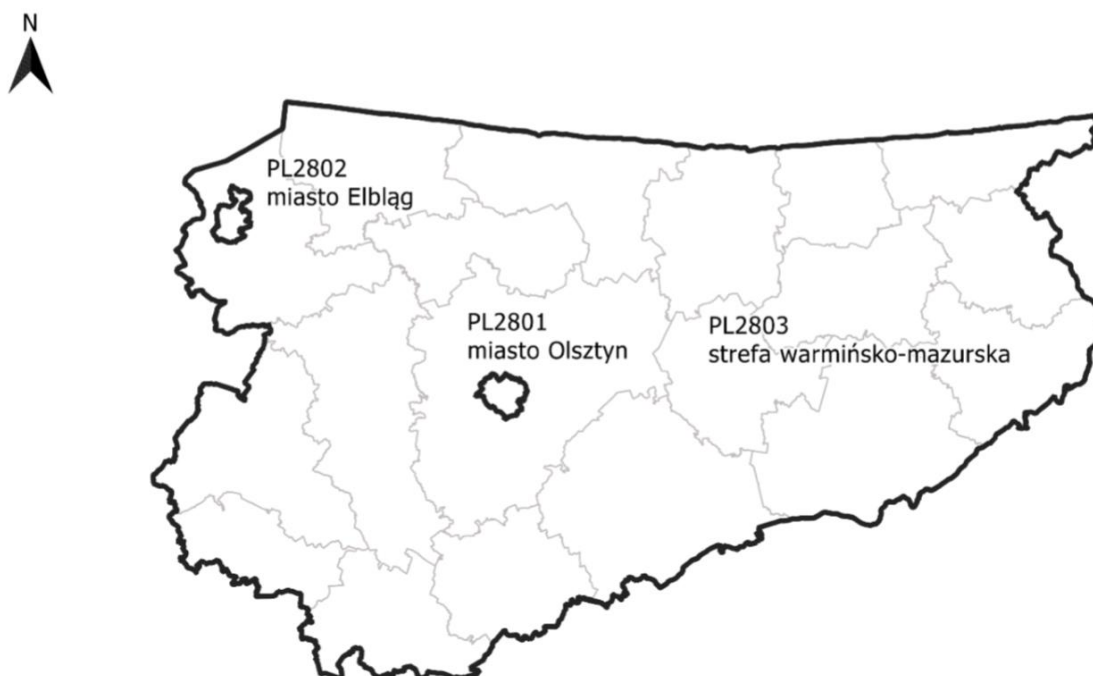 N
PL2802
miasto Elbląg
PL2801
miasto Olsztyn
PL2803
strefa warmińsko-mazurska